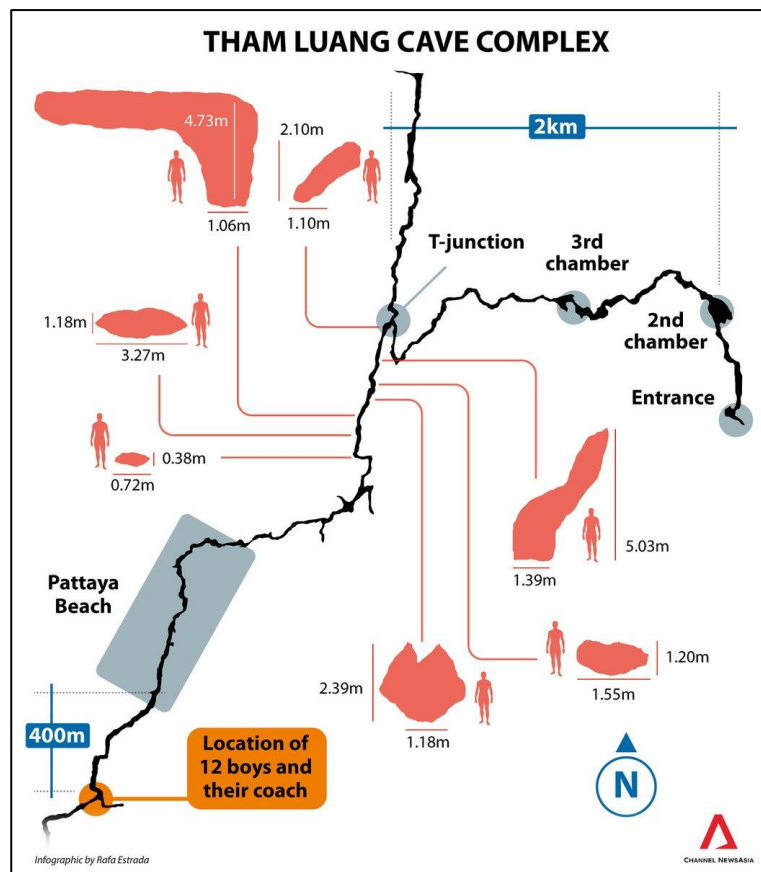 THAM LUANG CAVE COMPLEX
4.73m
1.06m
2.10m
1.10m
2km
T-junction
3rd
chamber
2nd
chamber
Entrance
1.18m
3.27m
0.38m
0.72m
5.03m
1.39m
Pattaya
Beach
2.39m
1.18m
1.20m
1.55m
400m
Location of
12 boys and
their coach
N
Infographic by Rafa Estrada
CHANNEL NEWSASIA